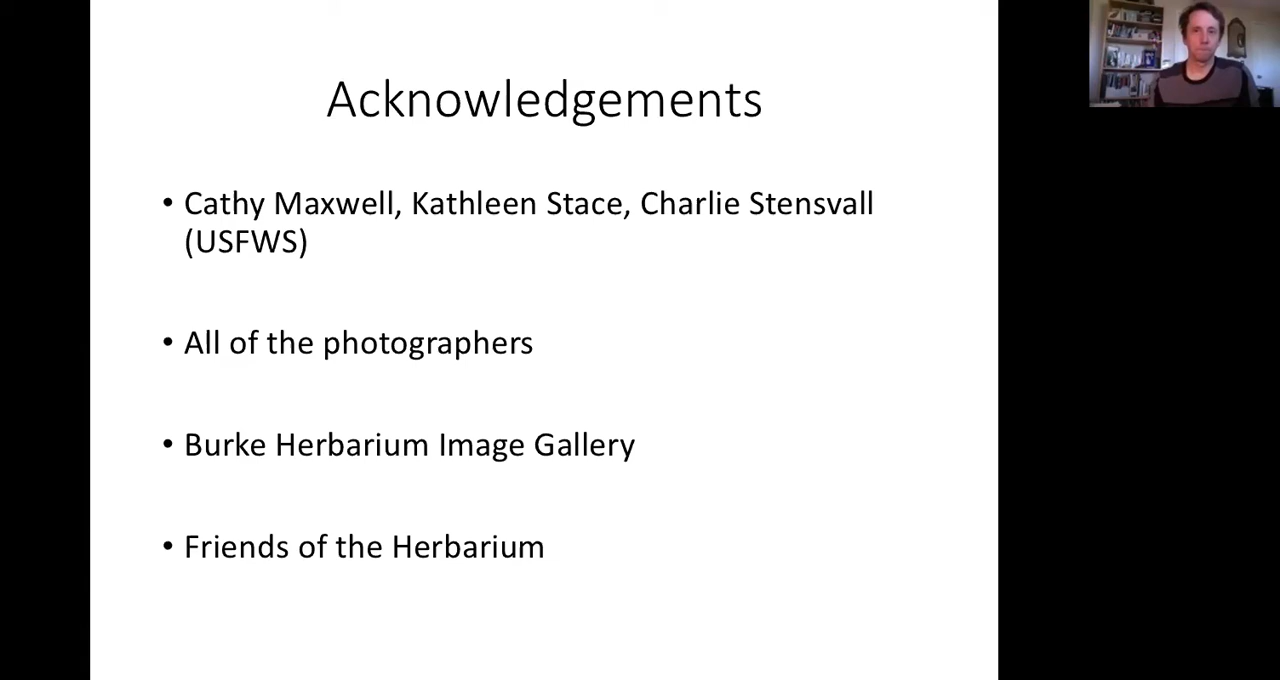 Acknowledgements
• Cathy Maxwell, Kathleen Stace, Charlie Stensvall
(USFWS)
• All of the photographers
• Burke Herbarium Image Gallery
• Friends of the Herbarium